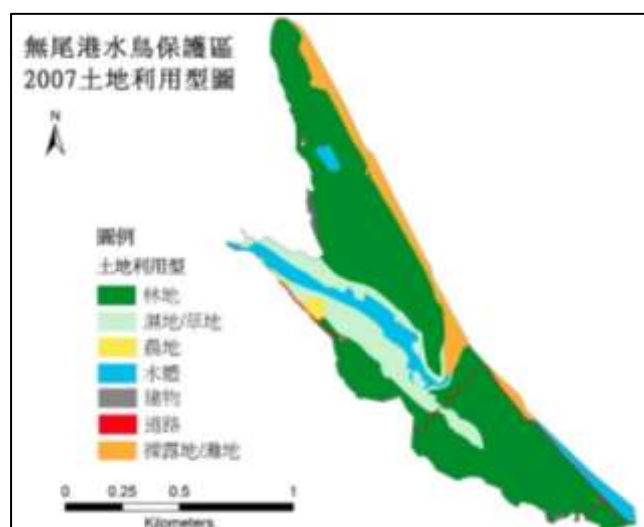 無尾港水鳥保護區
2007土地利用型圖
N
圖例
土地利用型
林地
濕地/草地
農地
水體
建物
道路
裸露地/灘地
0 0.25 0.5 1
Kilometers